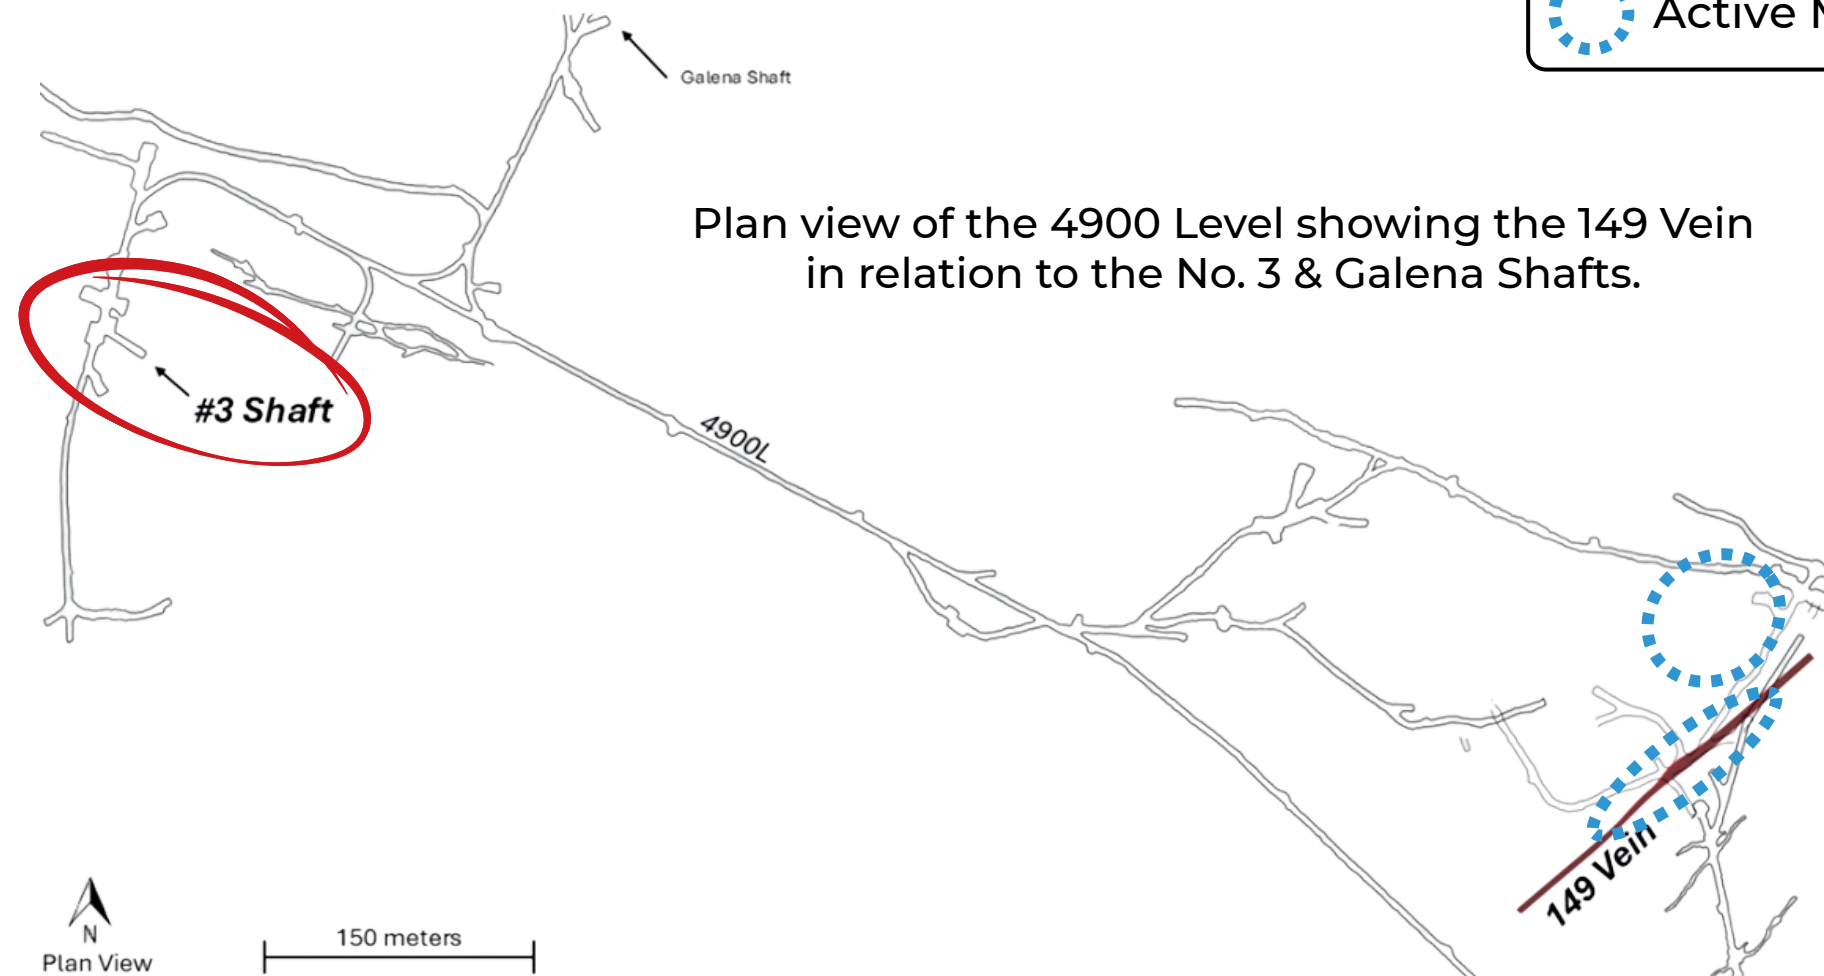 Active
Galena Shaft
Plan view of the 4900 Level showing the 149 Vein
in relation to the No. 3 & Galena Shafts.
#3 Shaft
4900L
149 Vein
N
Plan View
150 meters